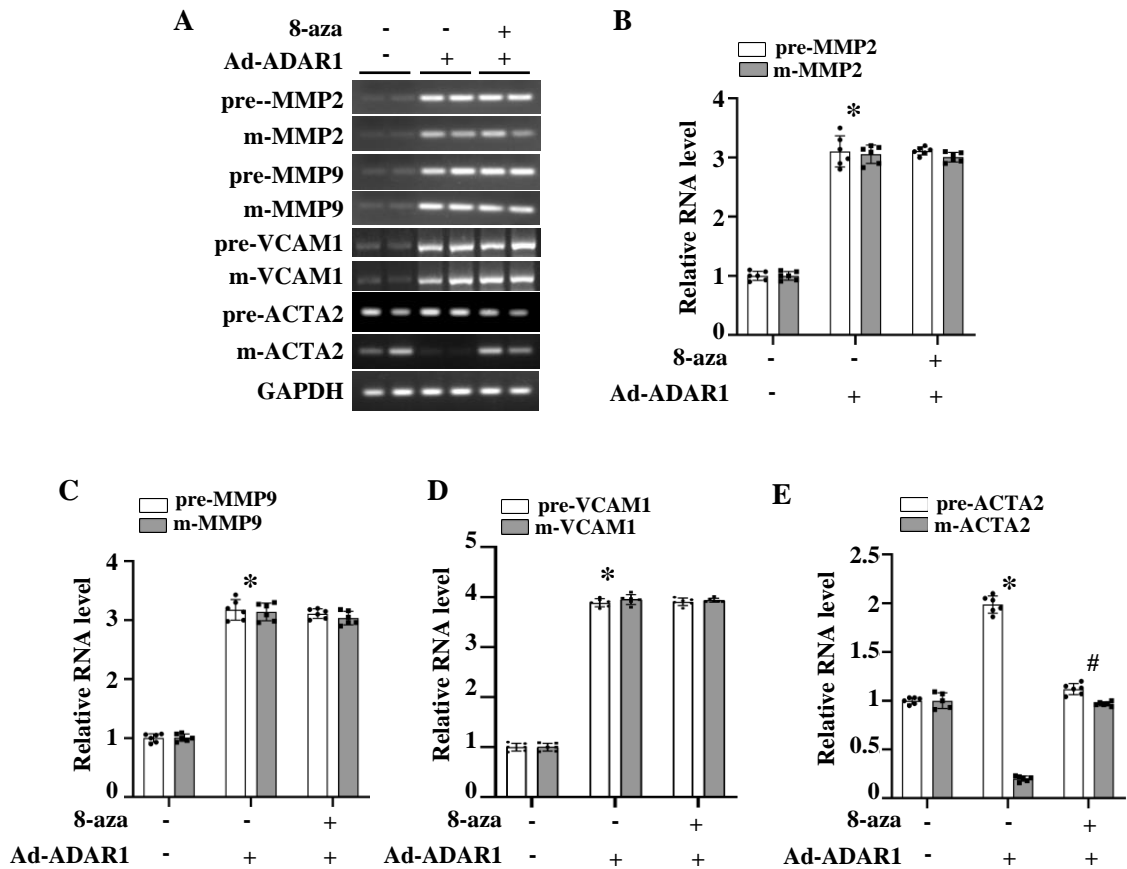 A
8-aza - - +
Ad-ADAR1 - + +
pre--MMP2
m-MMP2
pre-MMP9
m-MMP9
pre-VCAM1
m-VCAM1
pre-ACTA2
m-ACTA2
GAPDH
B
pre-MMP2
m-MMP2
Relative RNA level
4
3
2
1
0
*
8-aza - - +
Ad-ADAR1 - + +
C
pre-MMP9
m-MMP9
Relative RNA level
4
3
2
1
0
*
8-aza - - +
Ad-ADAR1 - + +
D
pre-VCAM1
m-VCAM1
Relative RNA level
5
4
3
2
1
0
*
8-aza - - +
Ad-ADAR1 - + +
E
pre-ACTA2
m-ACTA2
Relative RNA level
2.5
2
1.5
1
0.5
0
*
#
8-aza - - +
Ad-ADAR1 - + +